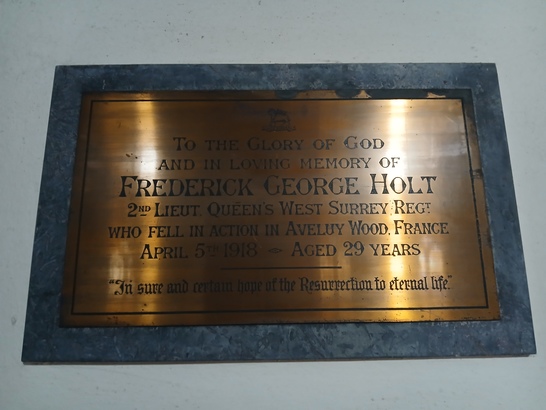 TO THE GLORY OF GOD
AND IN LOVING MEMORY OF
FREDERICK GEORGE HOLT
2ND LIEUT. QUEEN'S WEST SURREY REGT
WHO FELL IN ACTION IN AVELUY WOOD, FRANCE
APRIL 5TH 1918 - AGED 29 YEARS
"In sure and certain hope of the Resurrection to eternal life."